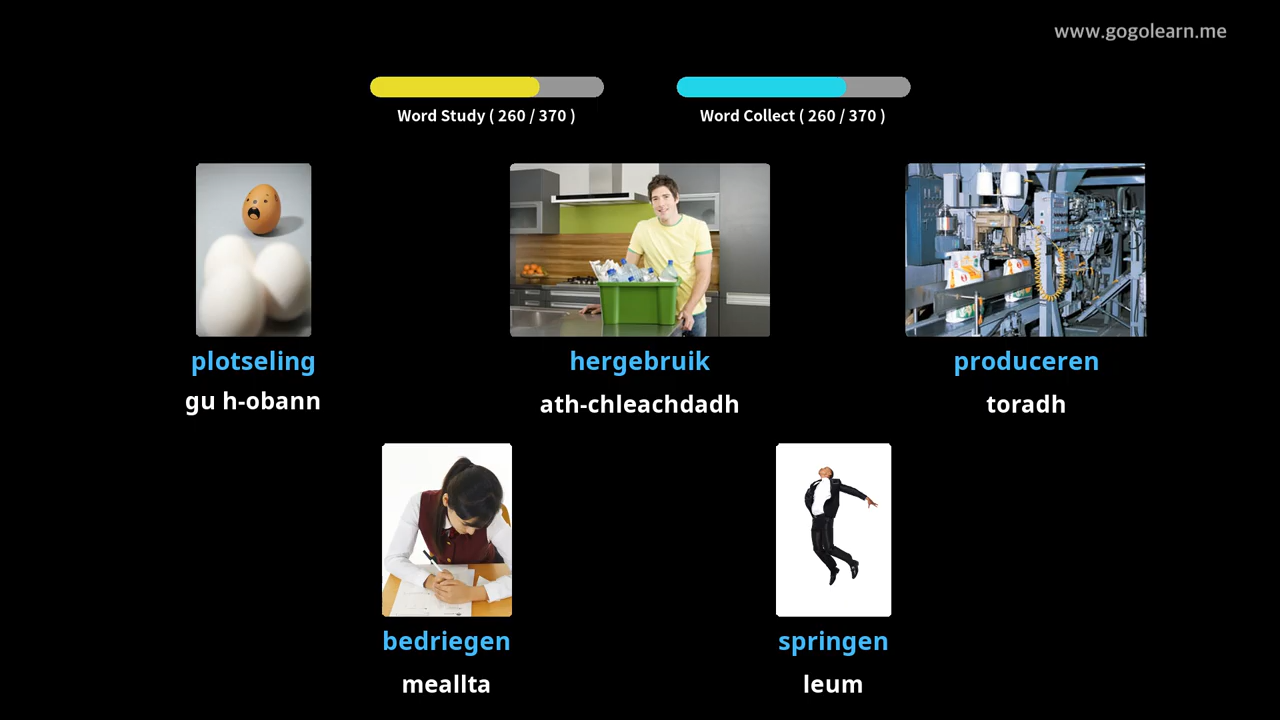 www.gogolearn.me
Word Study ( 260 / 370 )
Word Collect ( 260 / 370 )
plotseling
hergebruik
produceren
gu h-obann
ath-chleachdadh
toradh
bedriegen
springen
meallta
leum